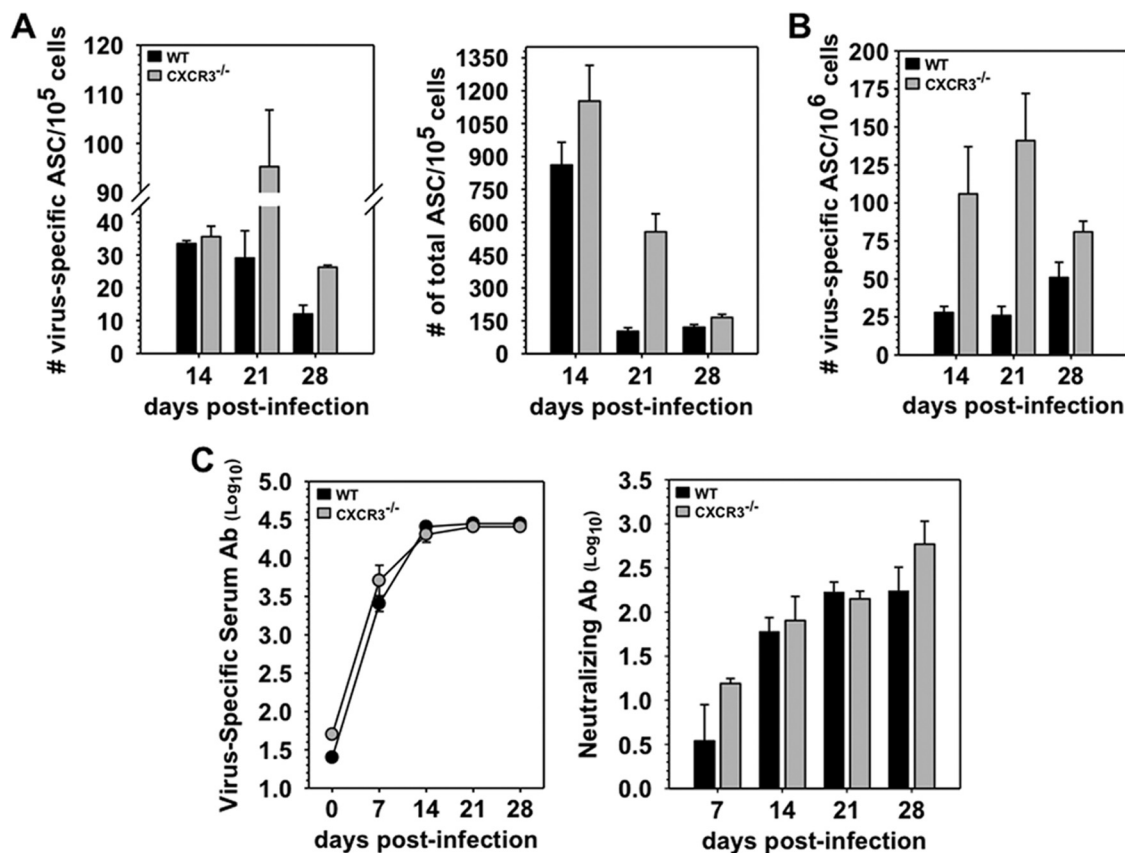 A
# virus-specific ASC/10^5 cells
120
110
100
90
40
30
20
10
0
WT
CXCR3-/-
14 21 28
days post-infection
# of total ASC/10^5 cells
1350
1200
1050
900
750
600
450
300
150
0
14 21 28
days post-infection
B
# virus-specific ASC/10^6 cells
200
175
150
125
100
75
50
25
0
WT
CXCR3-/-
14 21 28
days post-infection
C
Virus-Specific Serum Ab (Log10)
5.0
4.5
4.0
3.5
3.0
2.5
2.0
1.5
1.0
WT
CXCR3-/-
0 7 14 21 28
days post-infection
Neutralizing Ab (Log10)
3.5
3.0
2.5
2.0
1.5
1.0
0.5
0.0
WT
CXCR3-/-
7 14 21 28
days post-infection